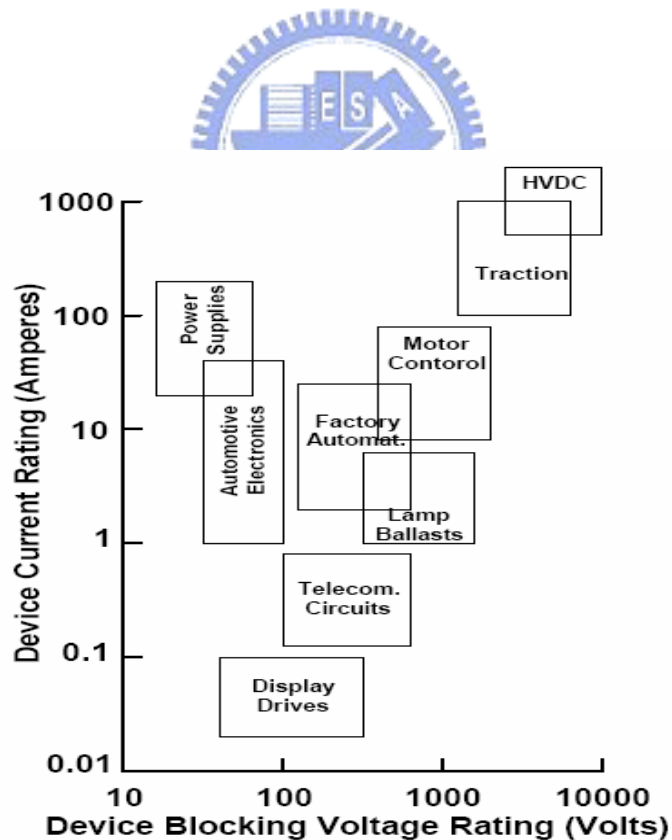 E S A
1000
100
10
1
0.1
0.01
Device Current Rating (Amperes)
HVDC
Traction
Power
Supplies
Motor
Contorol
Automotive
Electronics
Factory
Automat.
Lamp
Ballasts
Telecom.
Circuits
Display
Drives
10 100 1000 10000
Device Blocking Voltage Rating (Volts)